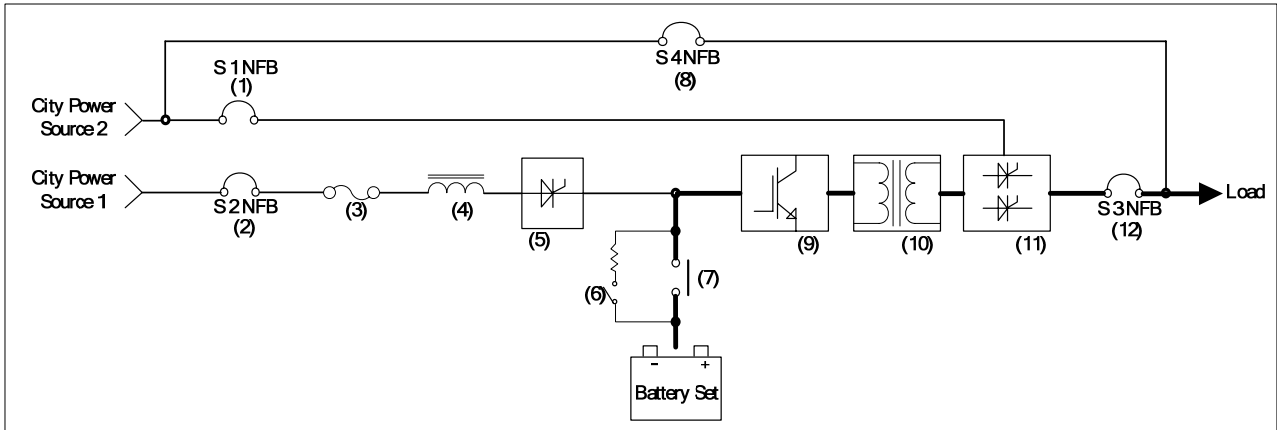 S4NFB
(8)
S1NFB
(1)
City Power
Source 2
City Power
Source 1
S2NFB
(2)
(3)
(4)
(5)
(9)
(10)
(11)
S3NFB
(12)
Load
(6)
(7)
- +
Battery Set